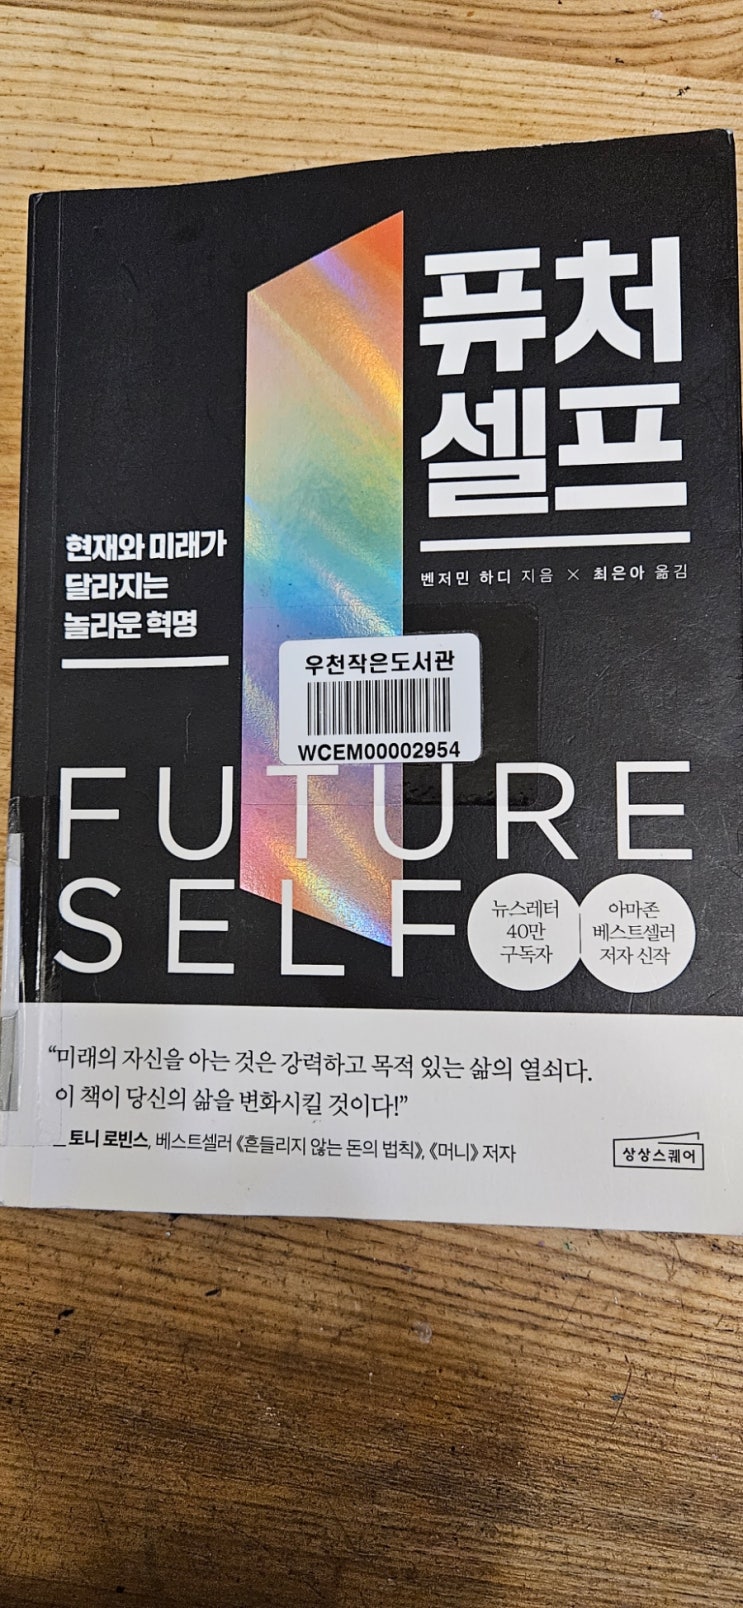 퓨처
셀프
벤저민 하디 지음 × 최은아 옮김
현재와 미래가
달라지는
놀라운 혁명
우천작은도서관
WCEM00002954
FUTURE
SELF
뉴스레터
40만
구독자
아마존
베스트셀러
저자 신작
“미래의 자신을 아는 것은 강력하고 목적 있는 삶의 열쇠다.
이 책이 당신의 삶을 변화시킬 것이다!”
_ 토니 로빈스, 베스트셀러 《흔들리지 않는 돈의 법칙》, 《머니》 저자
상상스퀘어